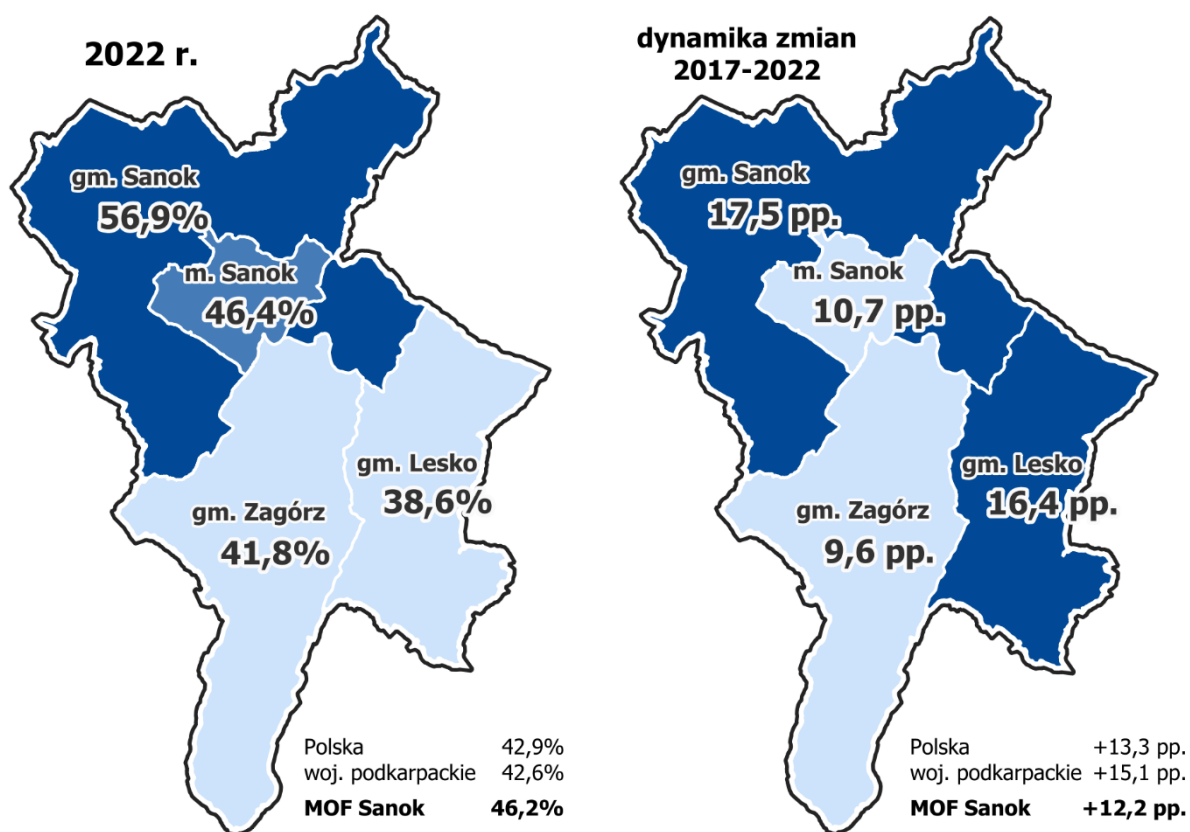 2022 r.
gm. Sanok
56,9%
m. Sanok
46,4%
gm. Lesko
38,6%
gm. Zagórz
41,8%
Polska 42,9%
woj. podkarpackie 42,6%
MOF Sanok 46,2%
dynamika zmian
2017-2022
gm. Sanok
17,5 pp.
m. Sanok
10,7 pp.
gm. Lesko
16,4 pp.
gm. Zagórz
9,6 pp.
Polska +13,3 pp.
woj. podkarpackie +15,1 pp.
MOF Sanok +12,2 pp.